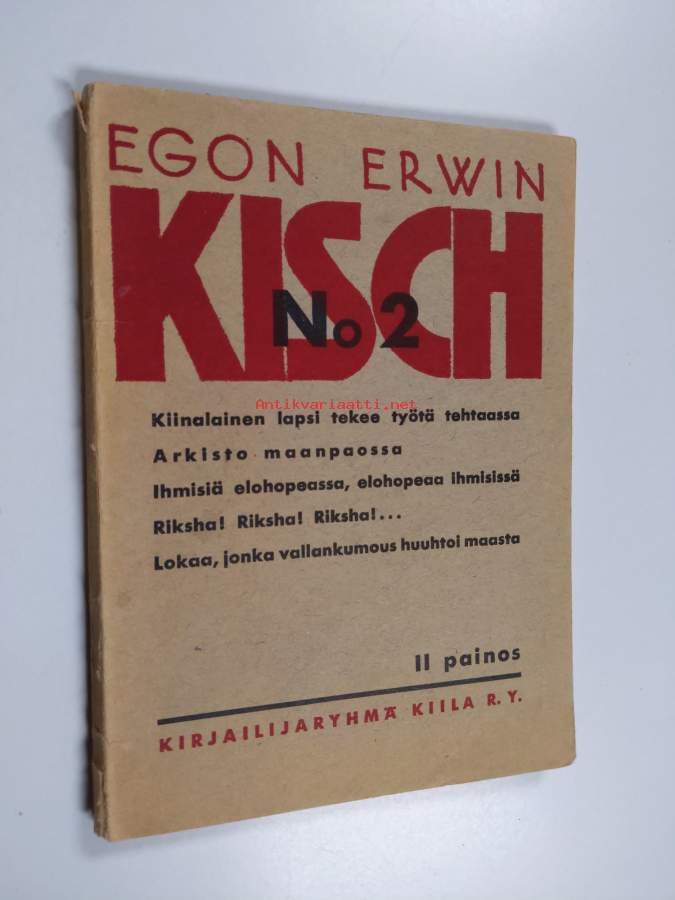 EGON ERWIN
KISCH
No 2
Antikvariaatti.net
Kiinalainen lapsi tekee työtä tehtaassa
Arkisto maanpaossa
Ihmisiä elohopeassa, elohopeaa ihmisissä
Riksha! Riksha! Riksha!...
Lokaa, jonka vallankumous huuhtoi maasta
II painos
KIRJAILIJARYHMÄ KIILA R. Y.